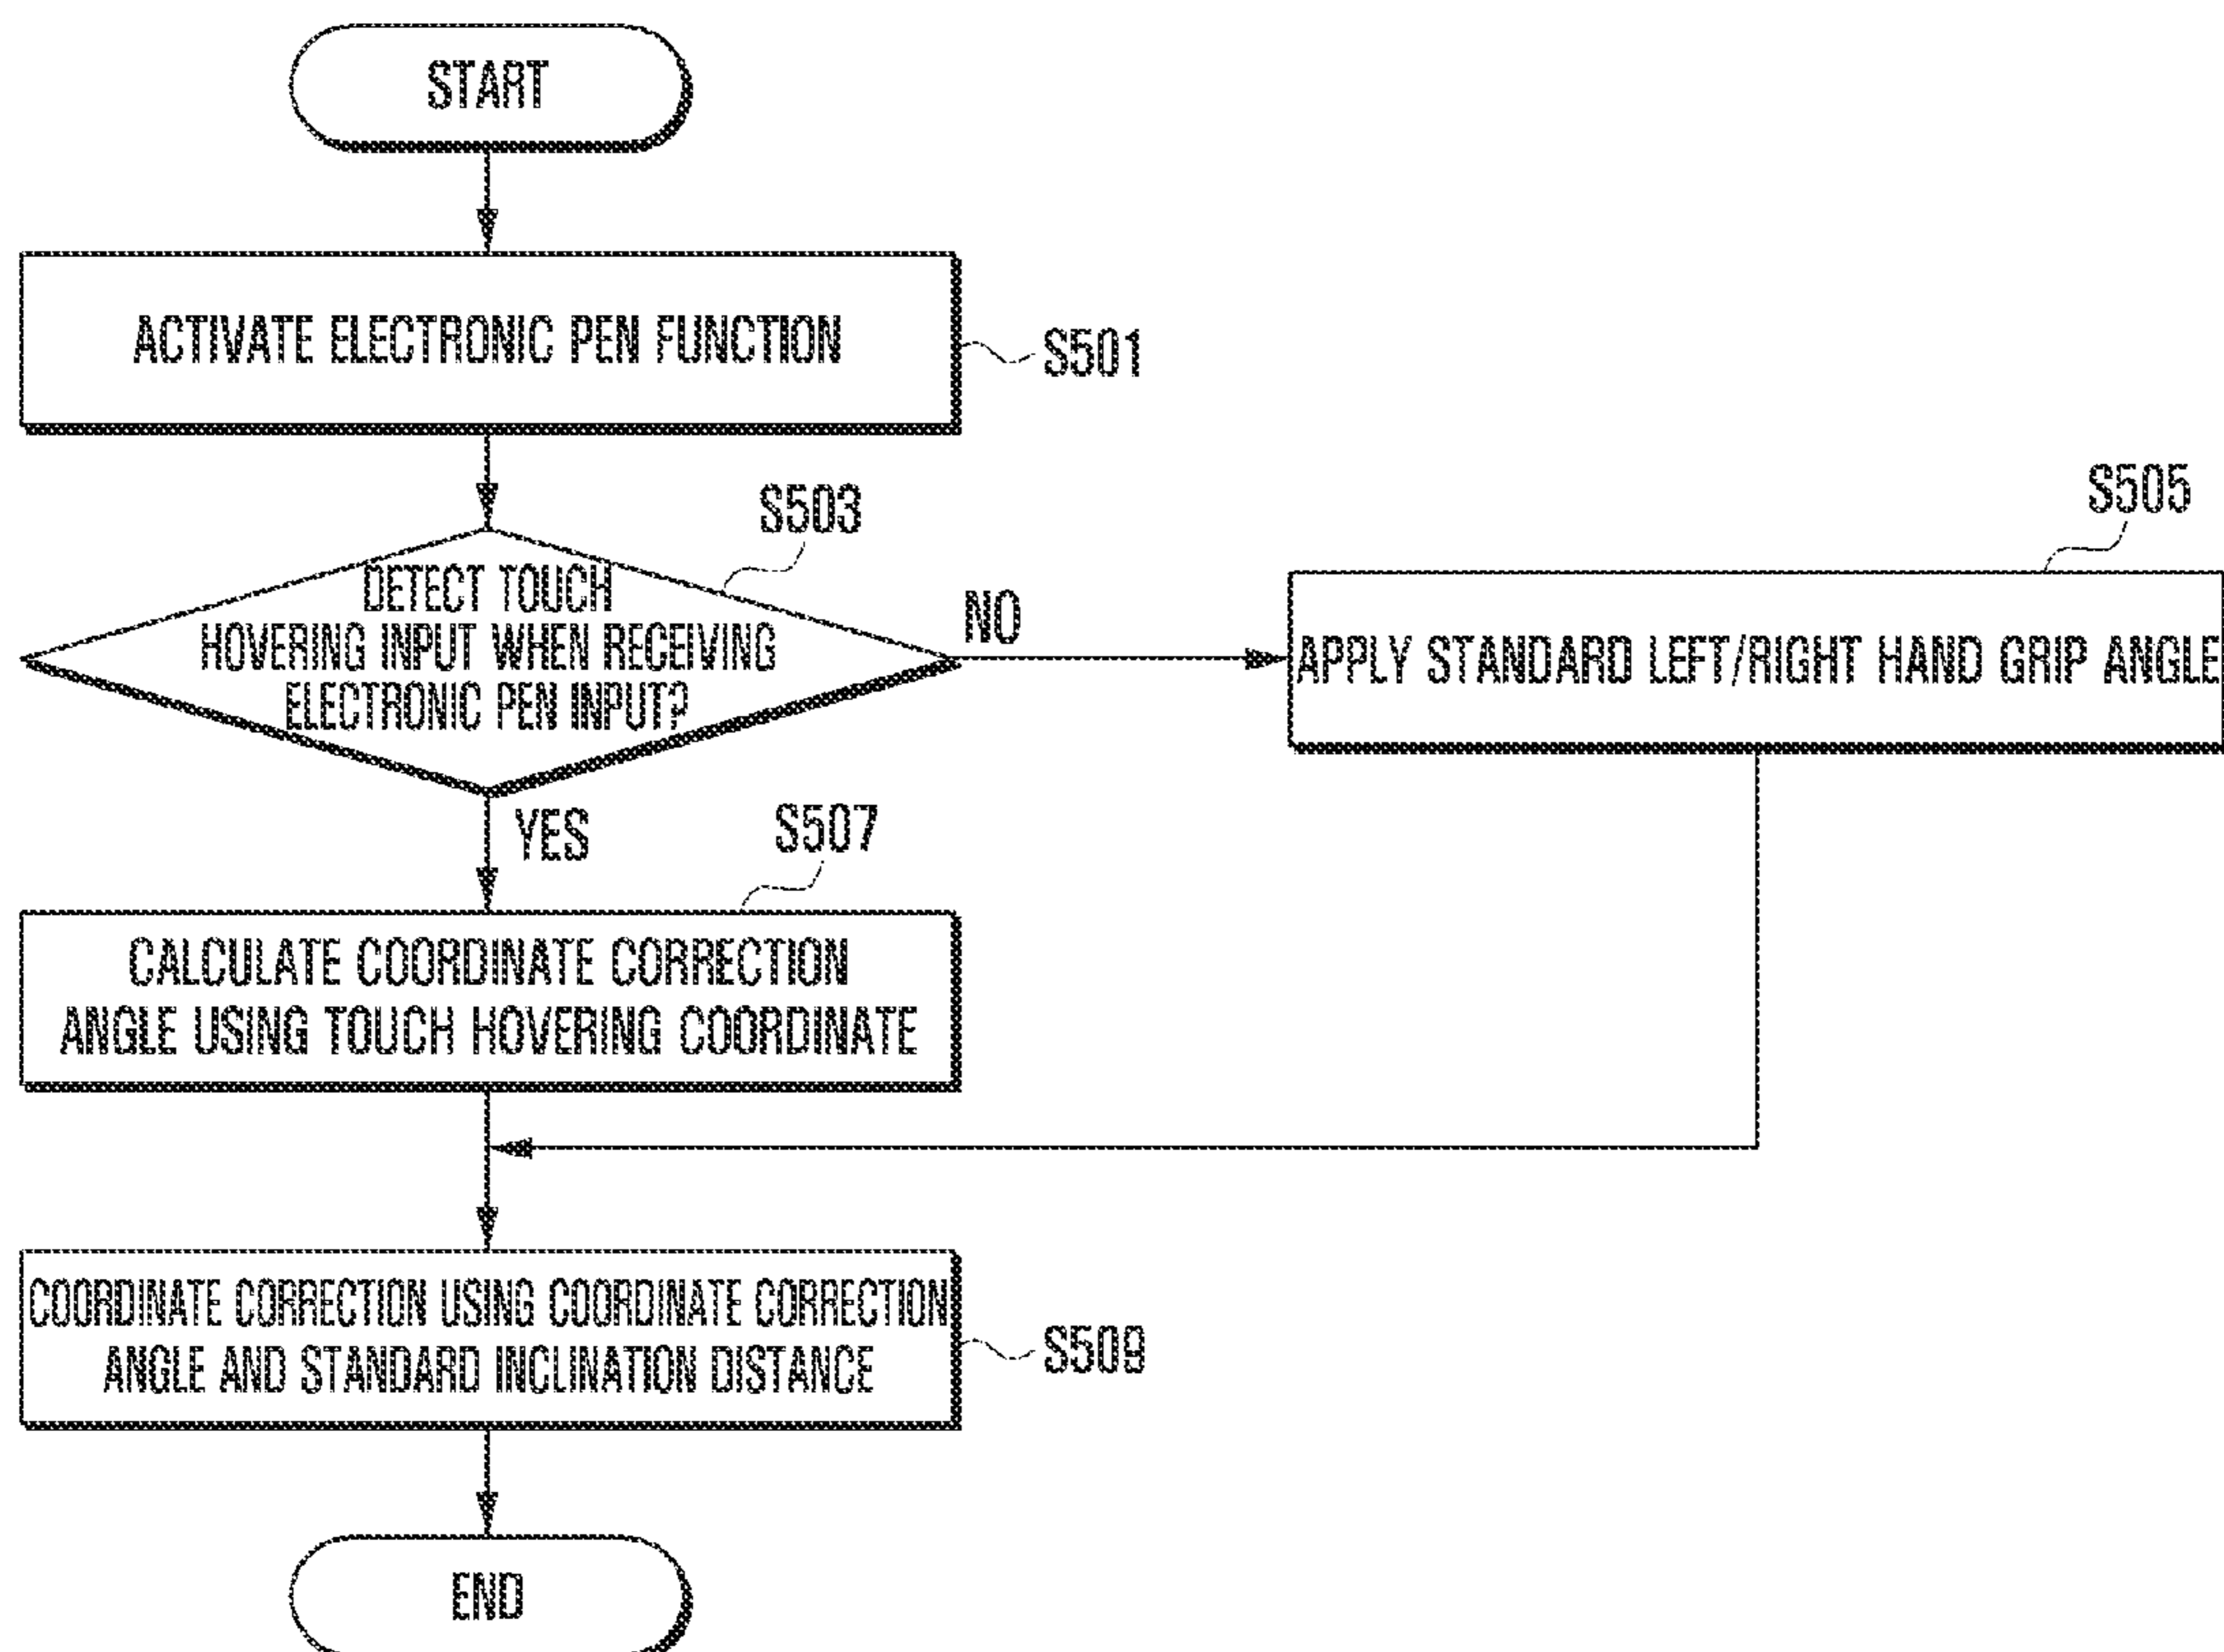 START
ACTIVATE ELECTRONIC PEN FUNCTION
S501
S503
DETECT TOUCH
HOVERING INPUT WHEN RECEIVING
ELECTRONIC PEN INPUT?
NO
S505
APPLY STANDARD LEFT/RIGHT HAND GRIP ANGLE
YES
S507
CALCULATE COORDINATE CORRECTION
ANGLE USING TOUCH HOVERING COORDINATE
COORDINATE CORRECTION USING COORDINATE CORRECTION
ANGLE AND STANDARD INCLINATION DISTANCE
S509
END